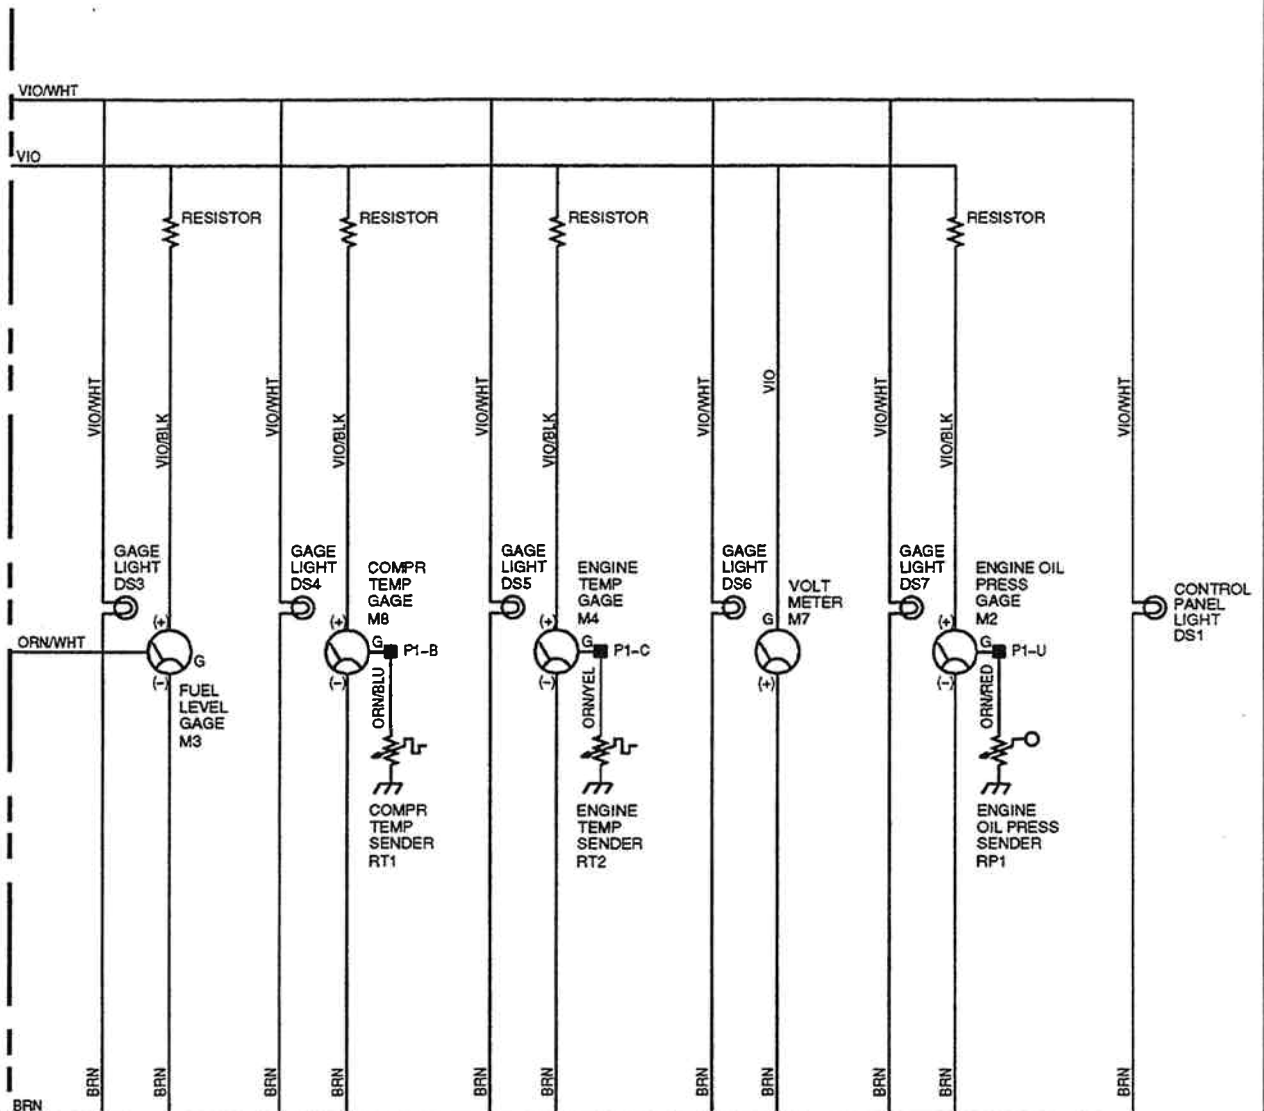 VIO/WHT
VIO
RESISTOR
RESISTOR
RESISTOR
RESISTOR
VIO/WHT
VIO/BLK
VIO/WHT
VIO/BLK
VIO/WHT
VIO/BLK
VIO/WHT
VIO
VIO/WHT
VIO/BLK
VIO/WHT
GAGE
LIGHT
DS3
GAGE
LIGHT
DS4
COMPR
TEMP
GAGE
M8
GAGE
LIGHT
DS5
ENGINE
TEMP
GAGE
M4
GAGE
LIGHT
DS6
VOLT
METER
M7
GAGE
LIGHT
DS7
ENGINE OIL
PRESS
GAGE
M2
CONTROL
PANEL
LIGHT
DS1
ORN/WHT
(+)
G
(-)
FUEL
LEVEL
GAGE
M3
(+)
G
P1-B
(-)
ORN/BLU
(+)
G
P1-C
(-)
ORN/YEL
G
(+)
(+)
G
P1-U
(-)
ORN/RED
COMPR
TEMP
SENDER
RT1
ENGINE
TEMP
SENDER
RT2
ENGINE
OIL PRESS
SENDER
RP1
BRN
BRN
BRN
BRN
BRN
BRN
BRN
BRN
BRN
BRN
BRN
BRN